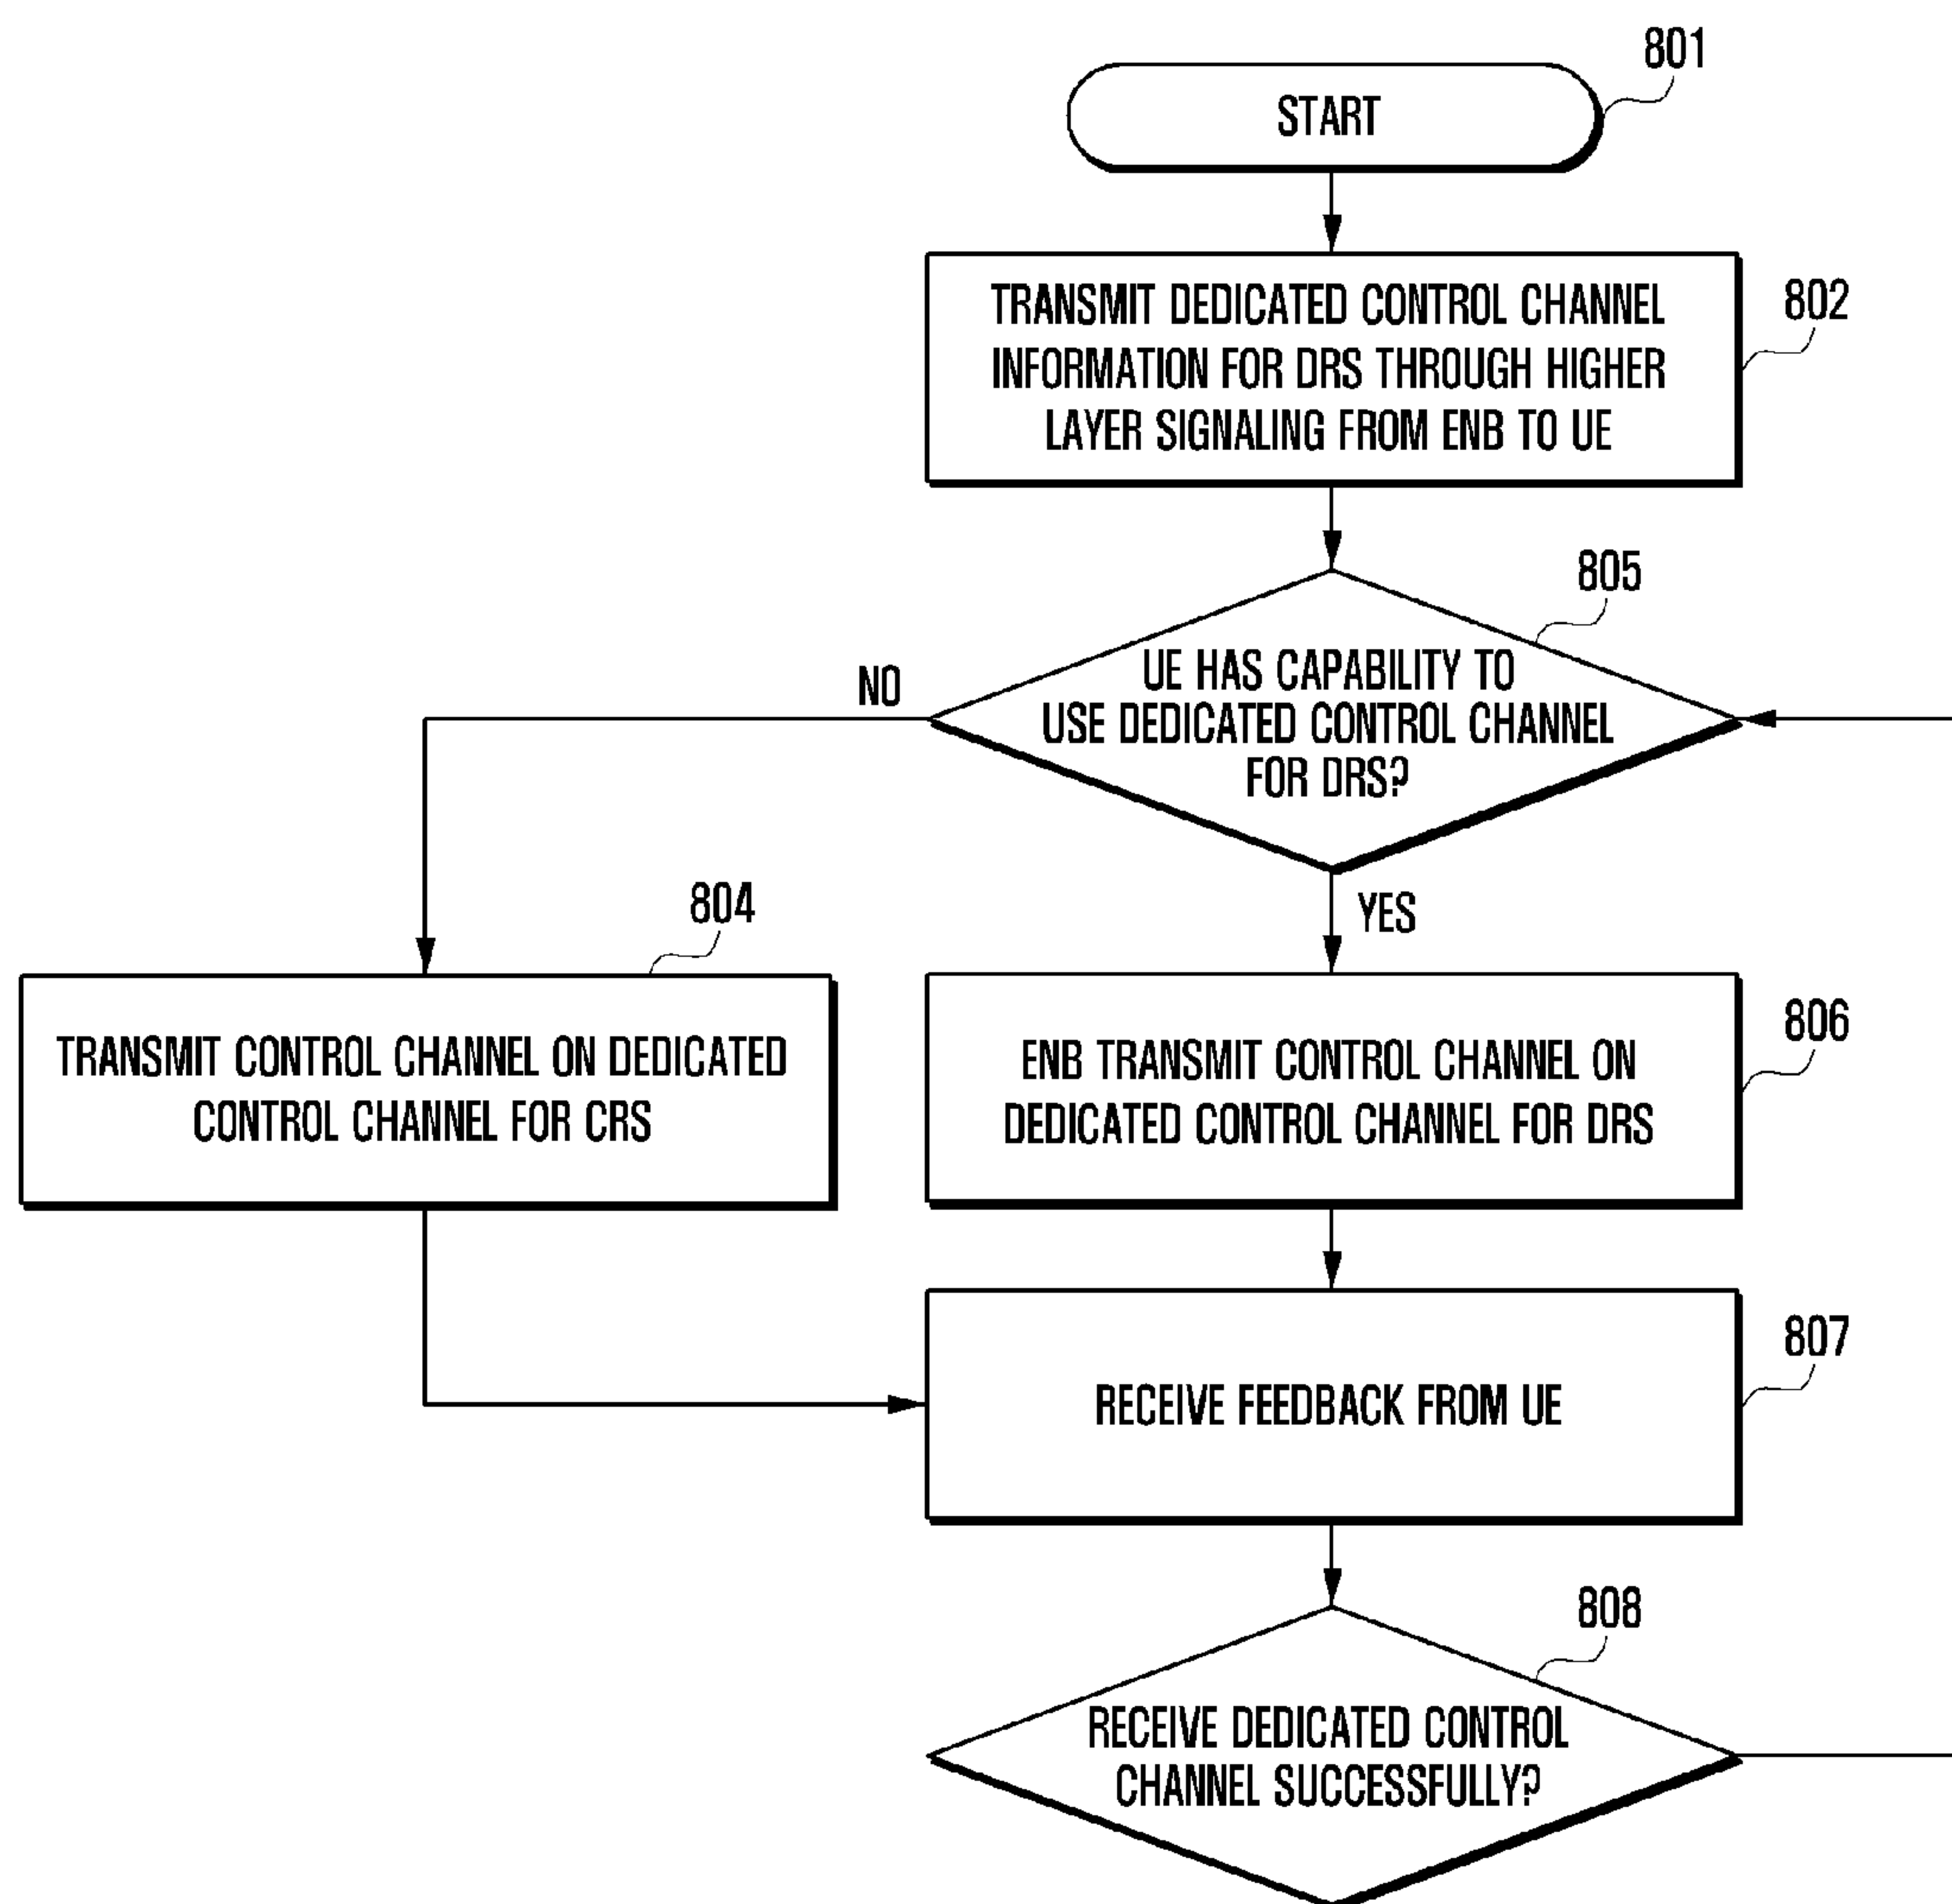 801
START
TRANSMIT DEDICATED CONTROL CHANNEL
INFORMATION FOR DRS THROUGH HIGHER
LAYER SIGNALING FROM ENB TO UE
802
805
UE HAS CAPABILITY TO
USE DEDICATED CONTROL CHANNEL
FOR DRS?
NO
YES
804
TRANSMIT CONTROL CHANNEL ON DEDICATED
CONTROL CHANNEL FOR CRS
ENB TRANSMIT CONTROL CHANNEL ON
DEDICATED CONTROL CHANNEL FOR DRS
806
RECEIVE FEEDBACK FROM UE
807
808
RECEIVE DEDICATED CONTROL
CHANNEL SUCCESSFULLY?